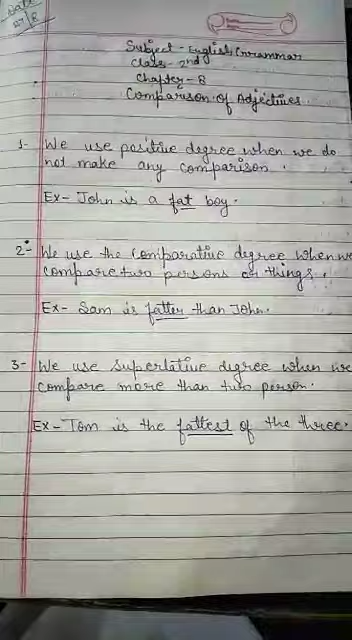 Date
27/8
Subject - English Grammar
Class - 2nd
Chapter - 8
Comparison of Adjectives
1- We use positive degree when we do
not make any comparison.
Ex- John is a fat boy.
2- We use the comparative degree when we
compare two persons or things.
Ex- Sam is fatter than John.
3- We use superlative degree when we
compare more than two person.
Ex- Tom is the fattest of the three.